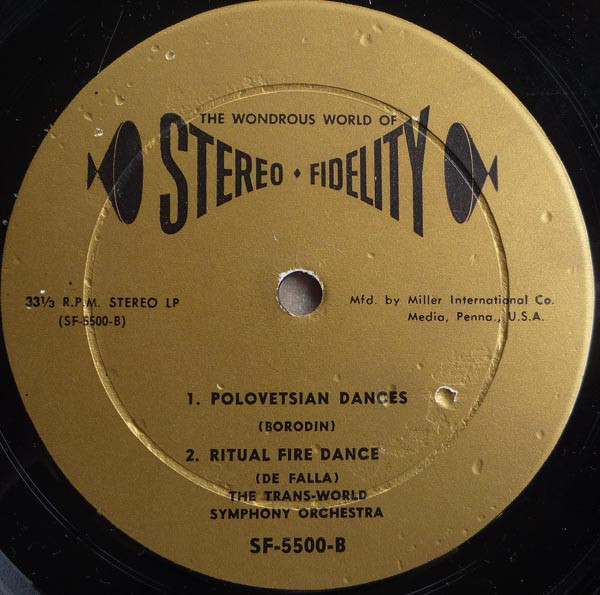 THE WONDROUS WORLD OF
STEREO • FIDELITY
33⅓ R.P.M. STEREO LP
(SF-5500-B)
Mfd. by Miller International Co.
Media, Penna., U.S.A.
1. POLOVETSIAN DANCES
(BORODIN)
2. RITUAL FIRE DANCE
(DE FALLA)
THE TRANS-WORLD
SYMPHONY ORCHESTRA
SF-5500-B